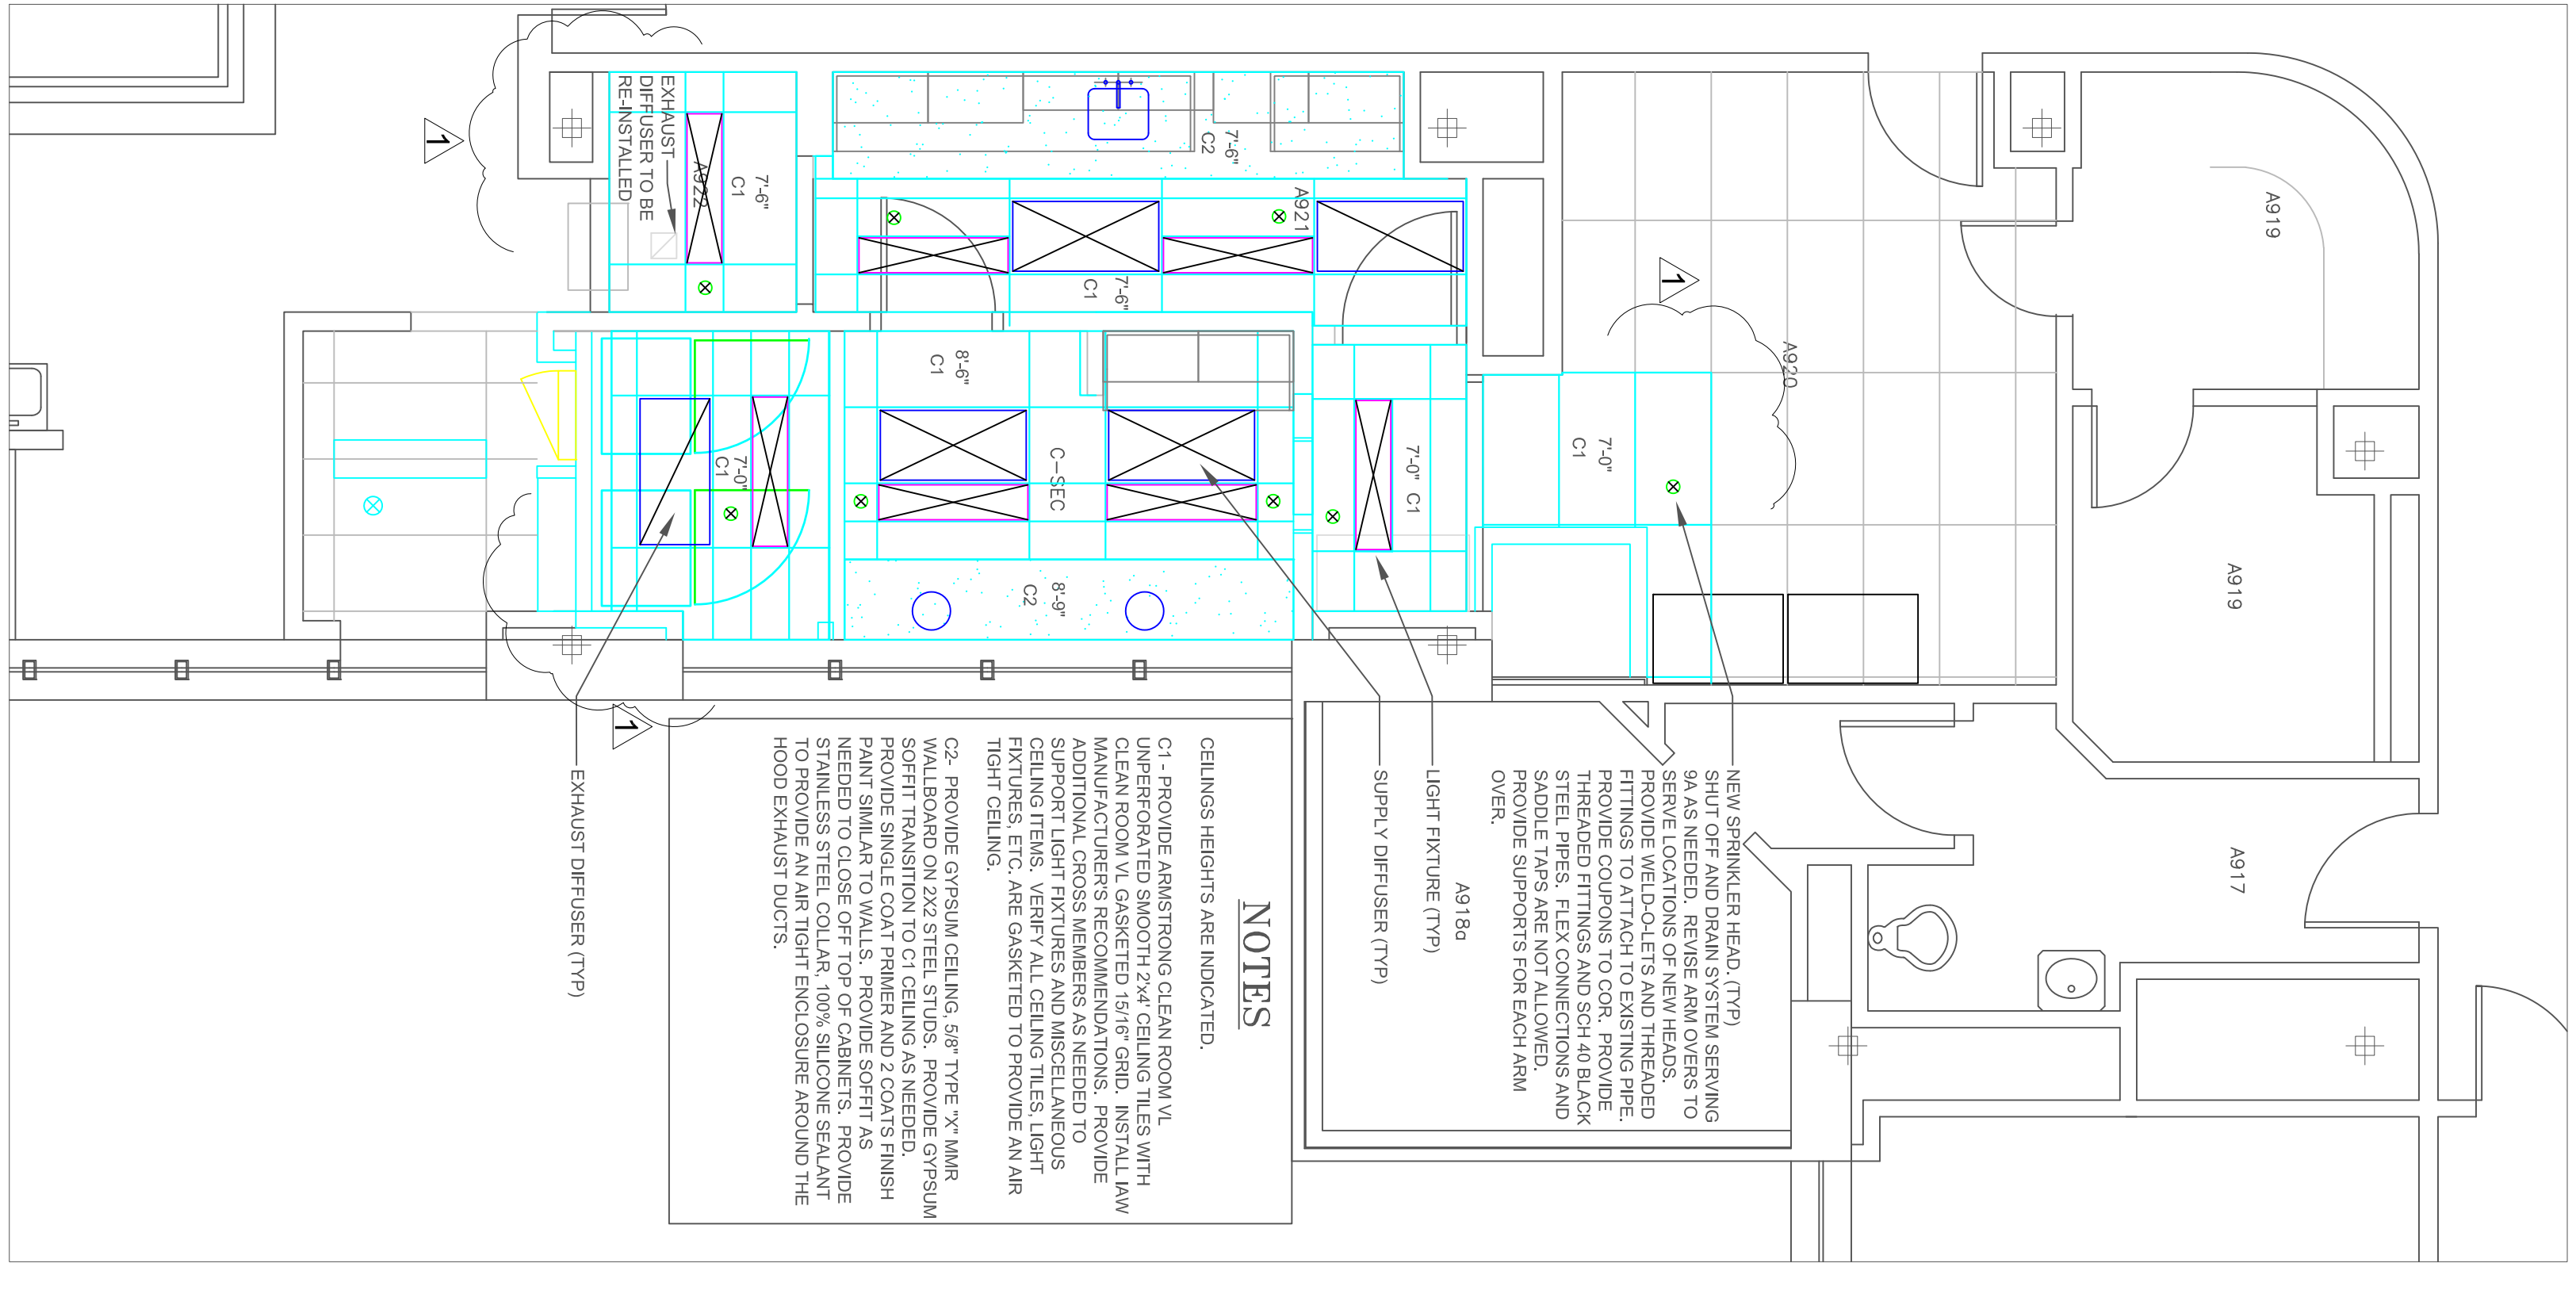 EXHAUST
DIFFUSER TO BE
RE-INSTALLED
A922
7'-6"
C1
7'-6"
C2
A921
7'-6"
C1
A919
A920
1
1
1
8'-6"
C1
C-SEC
7'-0"
C1
7'-0" C1
7'-0"
C1
8'-9"
C2
A919
A917
A918a
NEW SPRINKLER HEAD. (TYP)
SHUT OFF AND DRAIN SYSTEM SERVING
9A AS NEEDED. REVISE ARM OVERS TO
SERVE LOCATIONS OF NEW HEADS.
PROVIDE WELD-O-LETS AND THREADED
FITTINGS TO ATTACH TO EXISTING PIPE.
PROVIDE COUPONS TO COR. PROVIDE
THREADED FITTINGS AND SCH 40 BLACK
STEEL PIPES. FLEX CONNECTIONS AND
SADDLE TAPS ARE NOT ALLOWED.
PROVIDE SUPPORTS FOR EACH ARM
OVER.
LIGHT FIXTURE (TYP)
SUPPLY DIFFUSER (TYP)
EXHAUST DIFFUSER (TYP)
NOTES
CEILINGS HEIGHTS ARE INDICATED.
C1 - PROVIDE ARMSTRONG CLEAN ROOM VL
UNPERFORATED SMOOTH 2'x4' CEILING TILES WITH
CLEAN ROOM VL GASKETED 15/16" GRID. INSTALL IAW
MANUFACTURER'S RECOMMENDATIONS. PROVIDE
ADDITIONAL CROSS MEMBERS AS NEEDED TO
SUPPORT LIGHT FIXTURES AND MISCELLANEOUS
CEILING ITEMS. VERIFY ALL CEILING TILES, LIGHT
FIXTURES, ETC. ARE GASKETED TO PROVIDE AN AIR
TIGHT CEILING.
C2- PROVIDE GYPSUM CEILING, 5/8" TYPE "X" MMR
WALLBOARD ON 2X2 STEEL STUDS. PROVIDE GYPSUM
SOFFIT TRANSITION TO C1 CEILING AS NEEDED.
PROVIDE SINGLE COAT PRIMER AND 2 COATS FINISH
PAINT SIMILAR TO WALLS. PROVIDE SOFFIT AS
NEEDED TO CLOSE OFF TOP OF CABINETS. PROVIDE
STAINLESS STEEL COLLAR, 100% SILICONE SEALANT
TO PROVIDE AN AIR TIGHT ENCLOSURE AROUND THE
HOOD EXHAUST DUCTS.